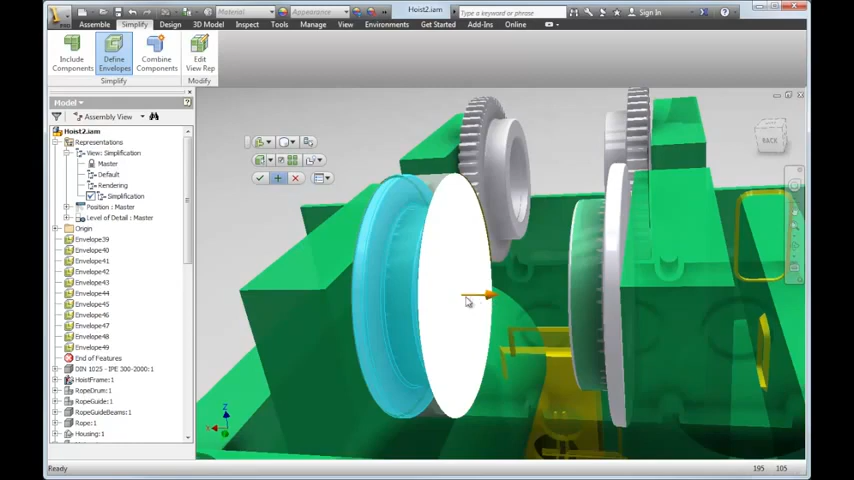 Material
Appearance
Hoist2.iam
Type a keyword or phrase
Sign In
Assemble Simplify Design 3D Model Inspect Tools Manage View Environments Get Started Add-Ins Online
Include Components
Define Envelopes
Combine Components
Edit View Rep
Simplify
Modify
Model
Assembly View
Hoist2.iam
Representations
View: Simplification
Master
Default
Rendering
Simplification
Position : Master
Level of Detail : Master
Origin
Envelope39
Envelope40
Envelope41
Envelope42
Envelope43
Envelope44
Envelope45
Envelope46
Envelope47
Envelope48
Envelope49
End of Features
DIN 1025 - IPE 300-2000:1
HoistFrame:1
RopeDrum:1
RopeGuide:1
RopeGuideBeams:1
Rope:1
Housing:1
BACK
Z
X
Ready
195 105